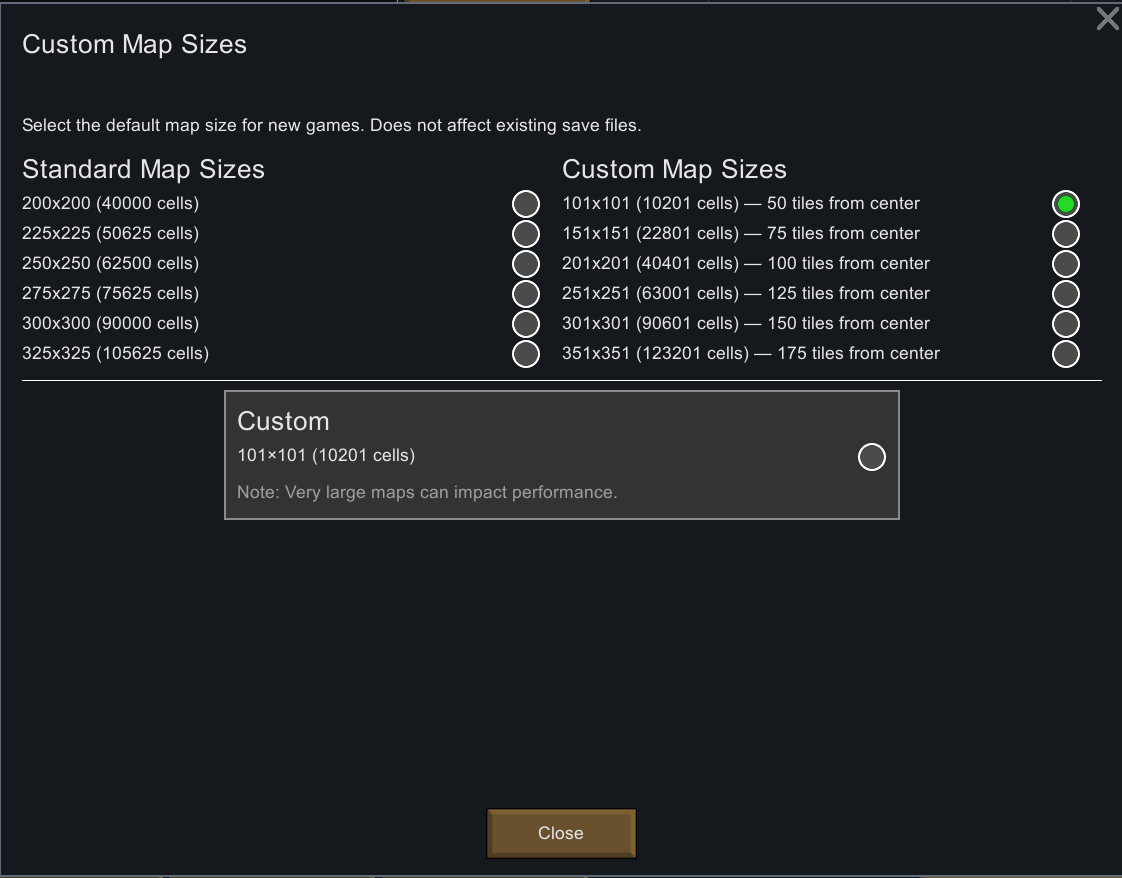 Custom Map Sizes
Select the default map size for new games. Does not affect existing save files.
Standard Map Sizes
200x200 (40000 cells)
225x225 (50625 cells)
250x250 (62500 cells)
275x275 (75625 cells)
300x300 (90000 cells)
325x325 (105625 cells)
Custom Map Sizes
101x101 (10201 cells) — 50 tiles from center
151x151 (22801 cells) — 75 tiles from center
201x201 (40401 cells) — 100 tiles from center
251x251 (63001 cells) — 125 tiles from center
301x301 (90601 cells) — 150 tiles from center
351x351 (123201 cells) — 175 tiles from center
Custom
101×101 (10201 cells)
Note: Very large maps can impact performance.
Close